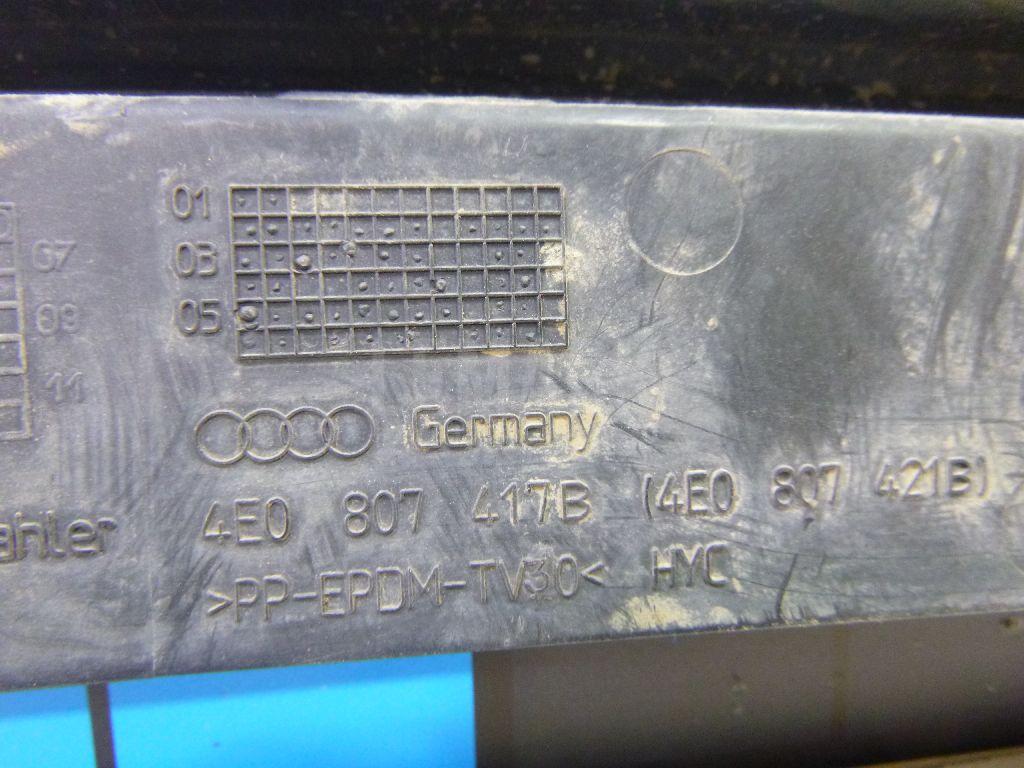 01
03
05
07
09
11
Germany
4E0 807 417B (4E0 807 421B)
>PP-EPDM-TV30< HYC
ahler